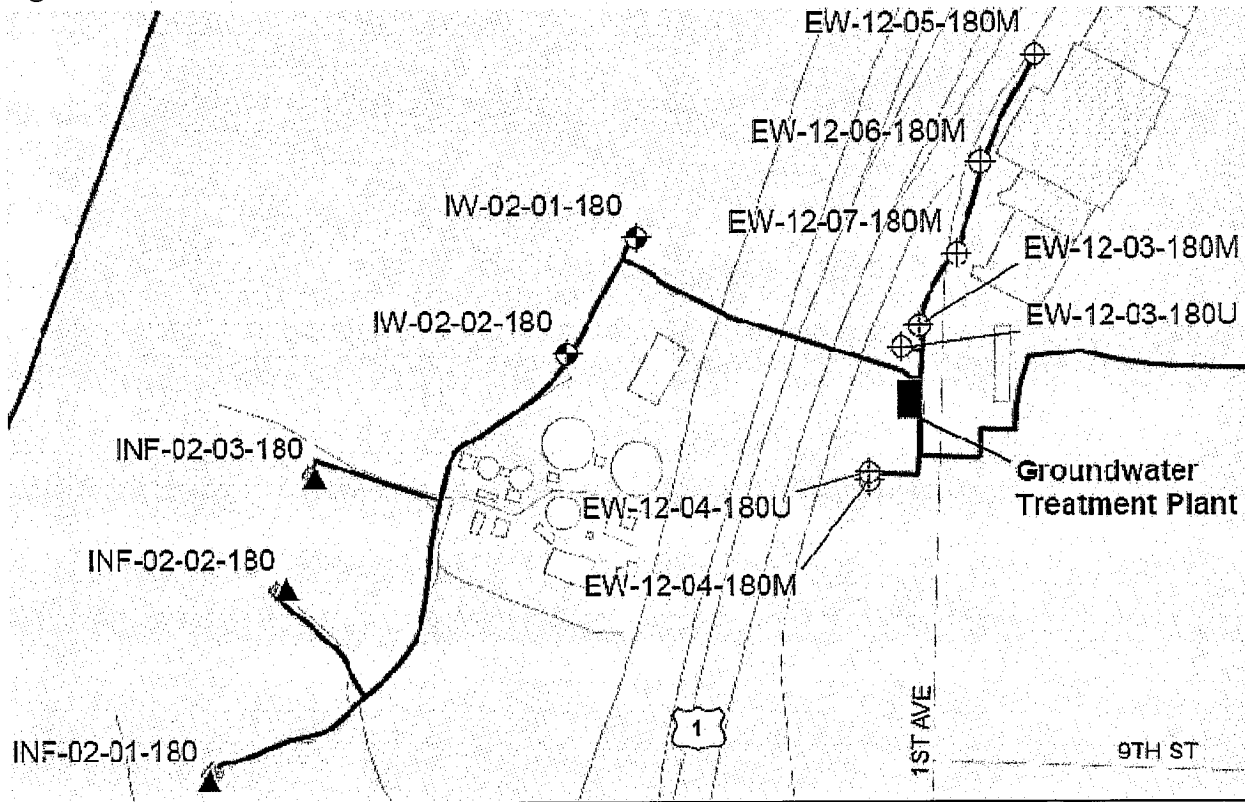 EW-12-05-180M
EW-12-06-180M
IW-02-01-180
EW-12-07-180M
EW-12-03-180M
IW-02-02-180
EW-12-03-180U
INF-02-03-180
Groundwater
Treatment Plant
EW-12-04-180U
INF-02-02-180
EW-12-04-180M
1ST AVE
1
INF-02-01-180
9TH ST